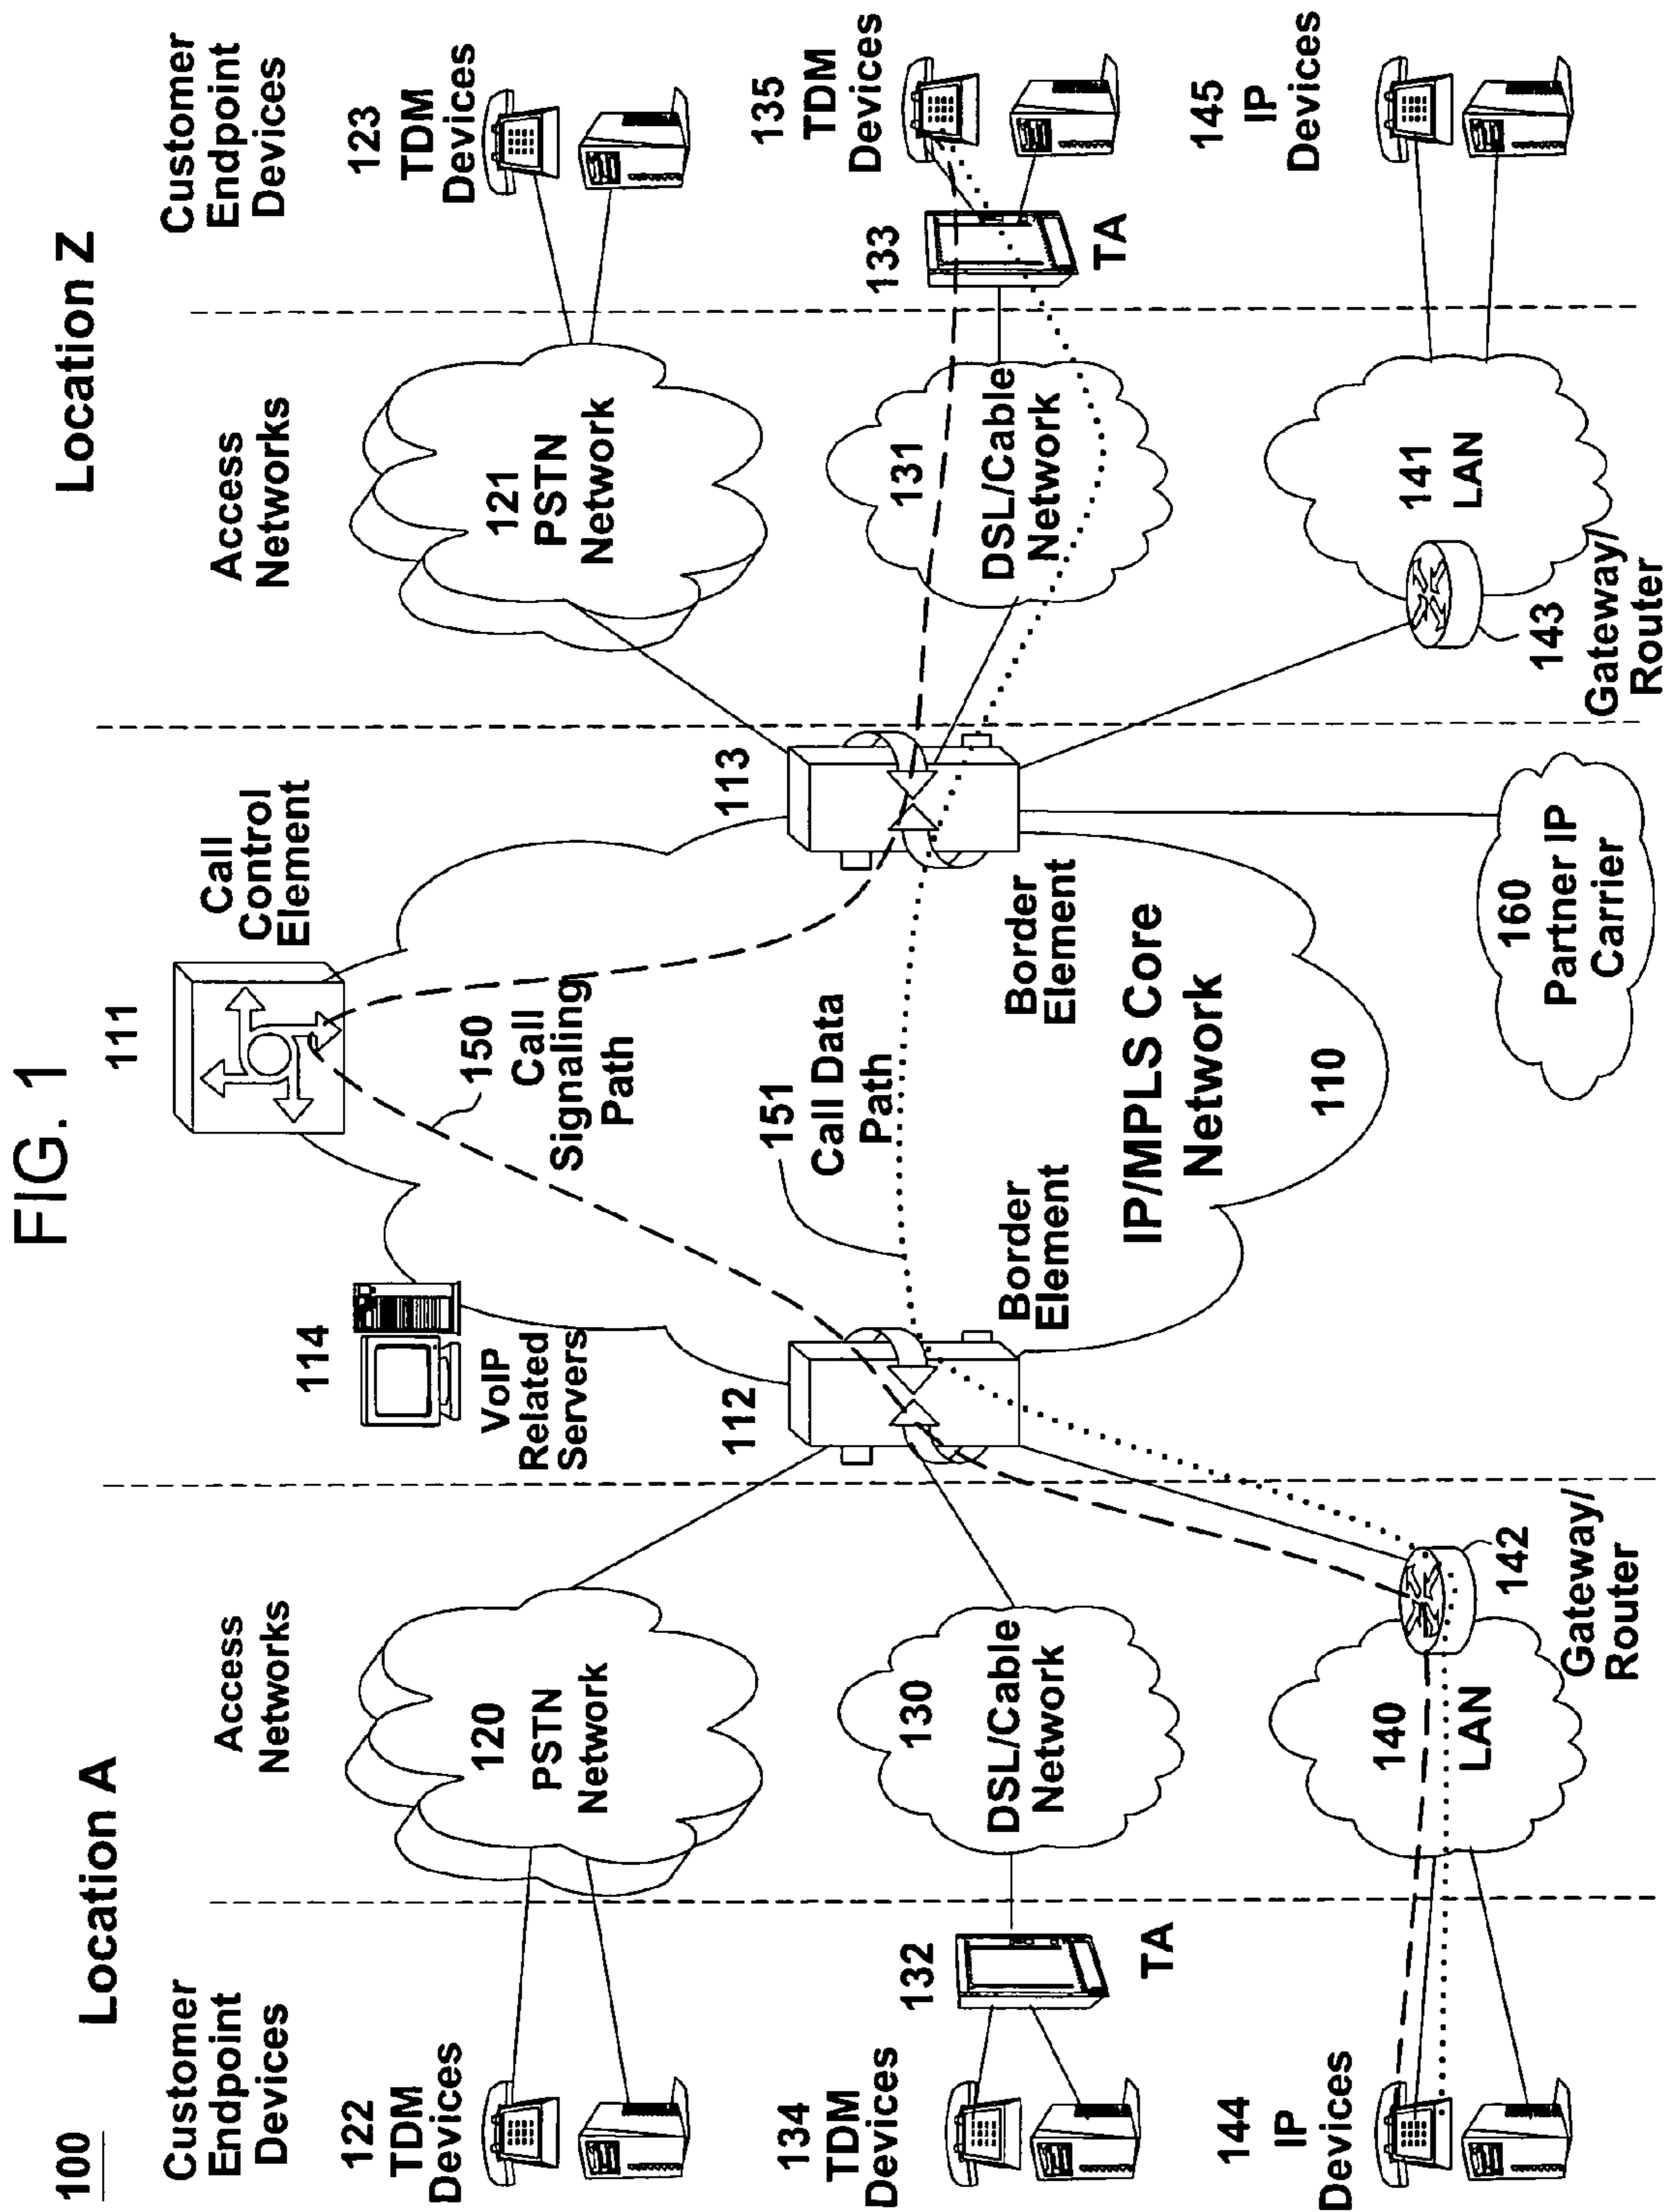 FIG. 1
100
Location A
Location Z
Customer
Endpoint
Devices
Access
Networks
111
Call
Control
Element
Access
Networks
Customer
Endpoint
Devices
122
TDM
Devices
120
PSTN
Network
114
VoIP
Related
Servers
150
Call
Signaling
Path
121
PSTN
Network
123
TDM
Devices
134
TDM
Devices
132
TA
130
DSL/Cable
Network
112
Border
Element
151
Call Data
Path
113
Border
Element
131
DSL/Cable
Network
133
TA
135
TDM
Devices
IP/MPLS Core
Network
110
144
IP
Devices
140
LAN
142
Gateway/
Router
160
Partner IP
Carrier
143
Gateway/
Router
141
LAN
145
IP
Devices